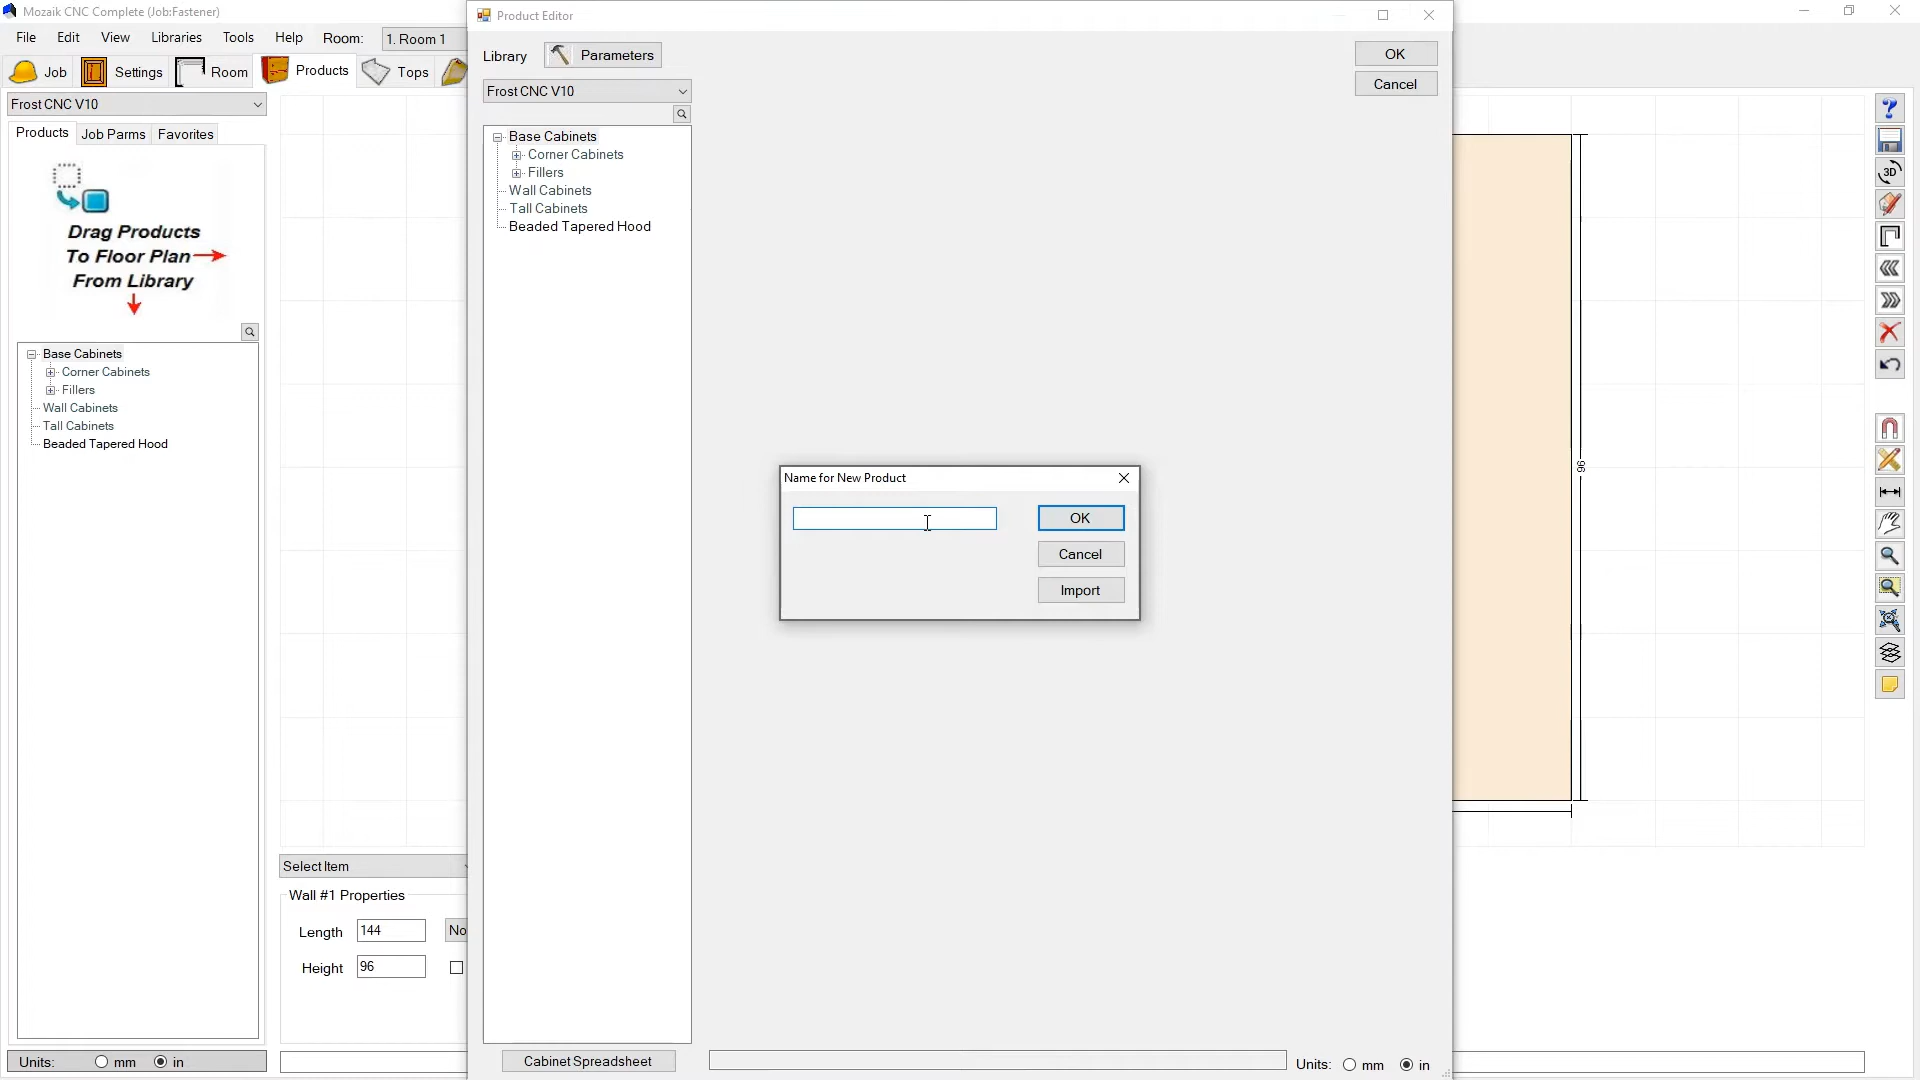 Mozaik CNC Complete (Job:Fastener)
File Edit View Libraries Tools Help Room: 1. Room 1
Job Settings Room Products Tops
Frost CNC V10
Products Job Parms Favorites
Drag Products
To Floor Plan
From Library
Base Cabinets
Corner Cabinets
Fillers
Wall Cabinets
Tall Cabinets
Beaded Tapered Hood
Units: mm in
Select Item
Wall #1 Properties
Length 144 No
Height 96
Product Editor
Library Parameters
OK
Cancel
Frost CNC V10
Base Cabinets
Corner Cabinets
Fillers
Wall Cabinets
Tall Cabinets
Beaded Tapered Hood
Name for New Product
OK
Cancel
Import
Cabinet Spreadsheet
Units: mm in
96
?
3D